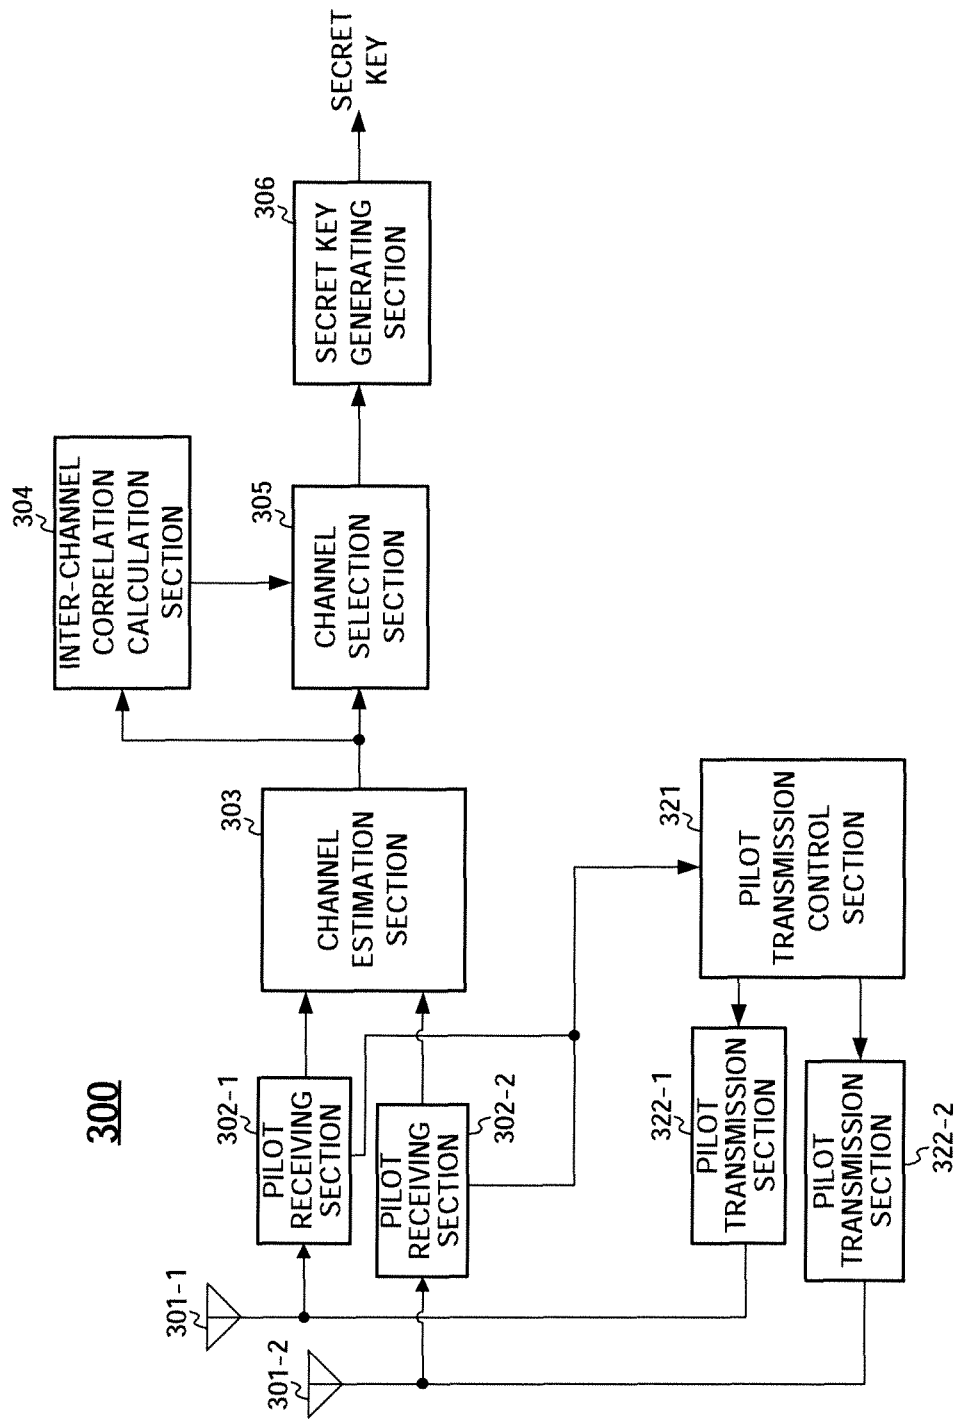 300
301-1
301-2
302-1
PILOT
RECEIVING
SECTION
PILOT
RECEIVING
SECTION
302-2
303
CHANNEL
ESTIMATION
SECTION
304
INTER-CHANNEL
CORRELATION
CALCULATION
SECTION
305
CHANNEL
SELECTION
SECTION
306
SECRET KEY
GENERATING
SECTION
SECRET
KEY
321
PILOT
TRANSMISSION
CONTROL
SECTION
322-1
PILOT
TRANSMISSION
SECTION
PILOT
TRANSMISSION
SECTION
322-2